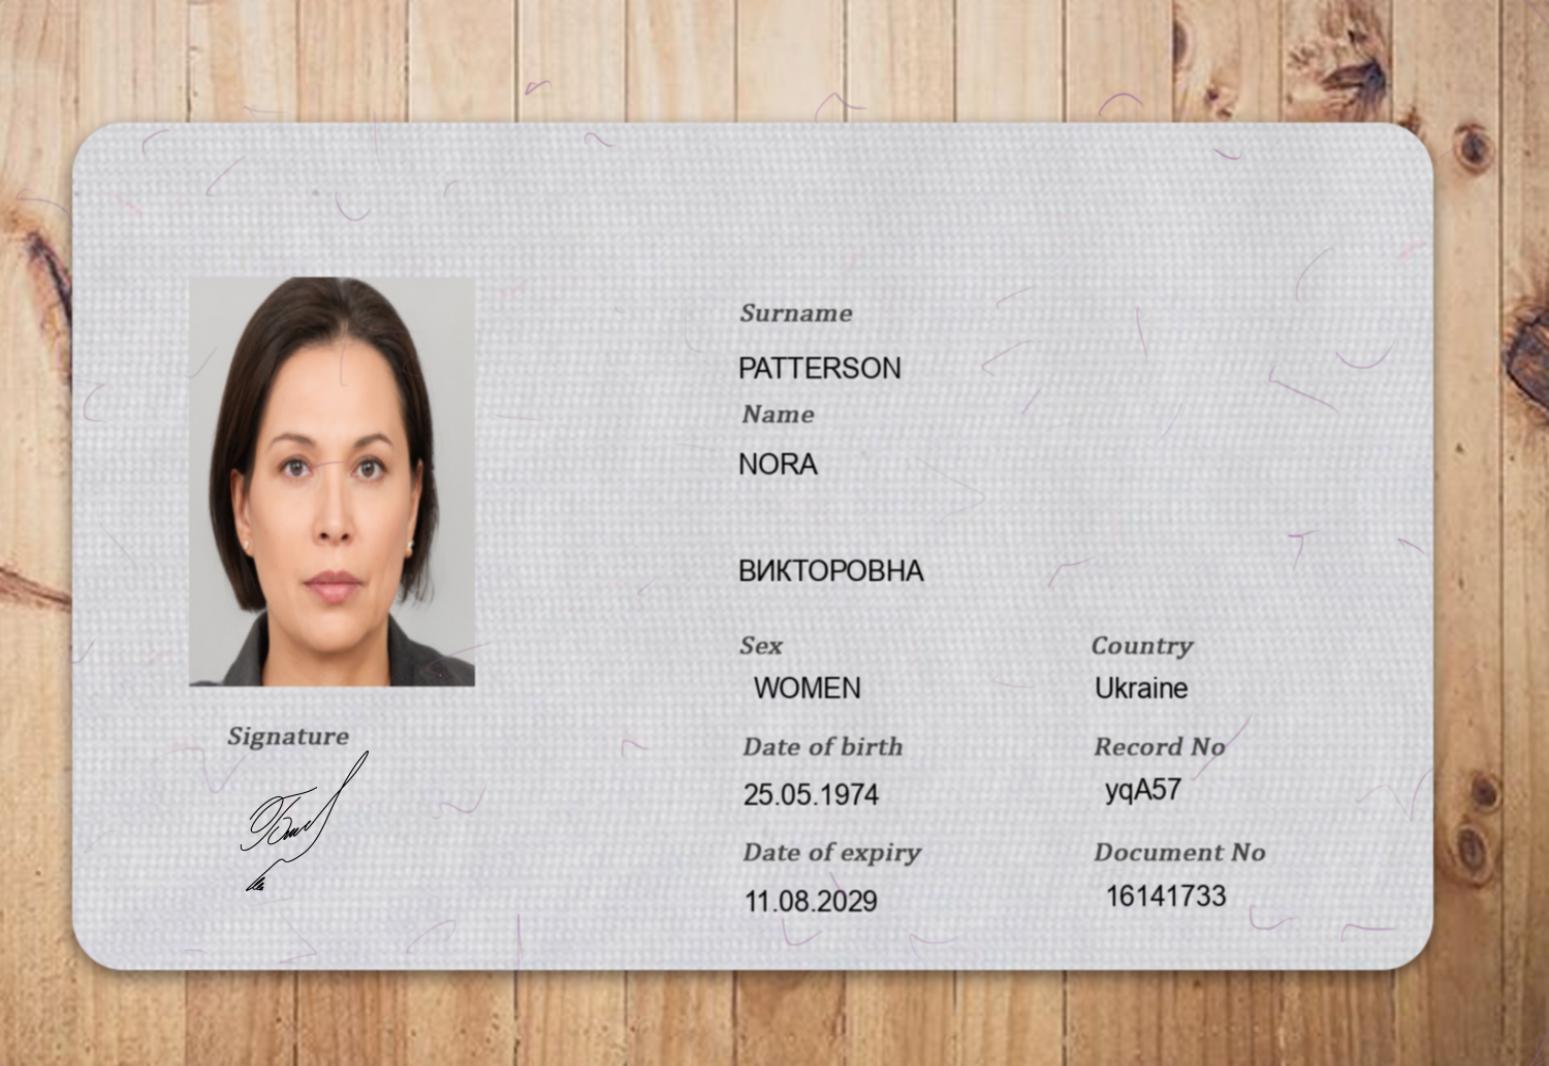 Surname
PATTERSON
Name
NORA
ВИКТОРОВНА
Sex
WOMEN
Country
Ukraine
Date of birth
25.05.1974
Record No
yqA57
Date of expiry
11.08.2029
Document No
16141733
Signature